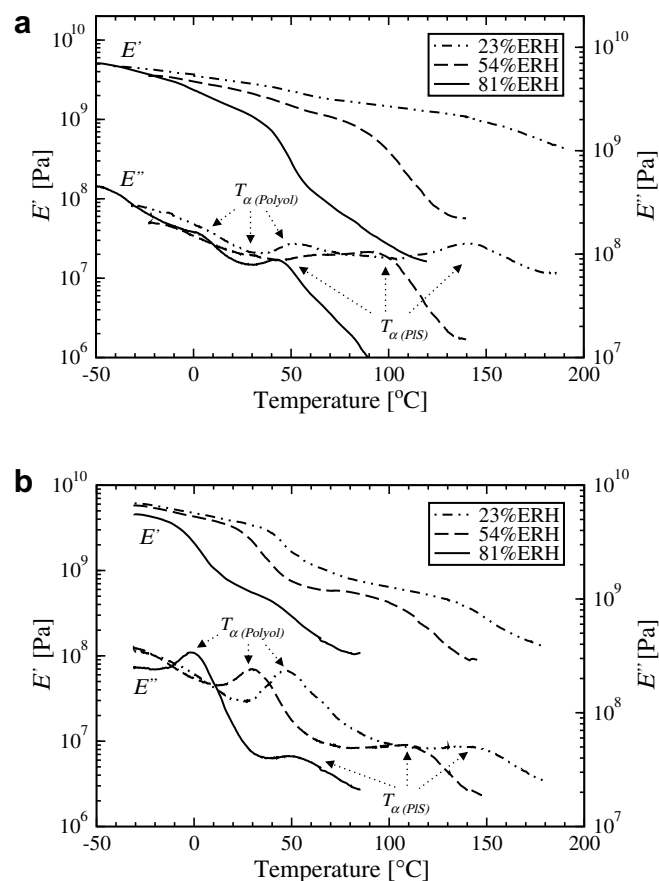 a
10^10
10^9
10^8
10^7
10^6
E' [Pa]
E'
E''
T_α (Polyol)
T_α (PlS)
23%ERH
54%ERH
81%ERH
10^10
10^9
10^8
10^7
E'' [Pa]
-50 0 50 100 150 200
Temperature [°C]
b
10^10
10^9
10^8
10^7
10^6
E' [Pa]
E'
E''
T_α (Polyol)
T_α (PlS)
23%ERH
54%ERH
81%ERH
10^10
10^9
10^8
10^7
E'' [Pa]
-50 0 50 100 150 200
Temperature [°C]